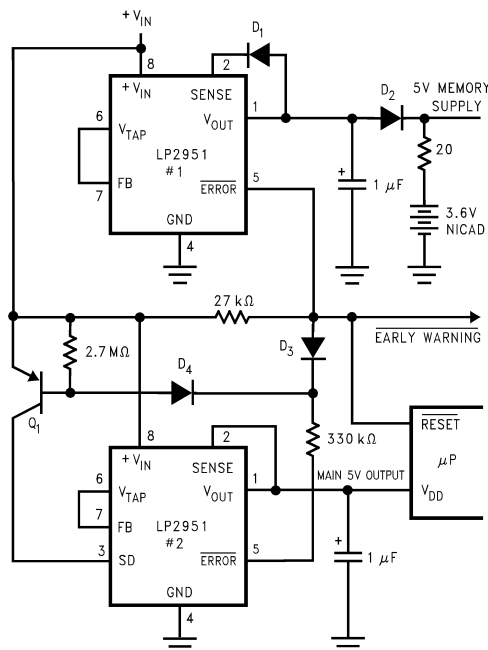 + VIN
D1
8
2
+ VIN
SENSE
D2
5V MEMORY
SUPPLY
6
VTAP
VOUT
1
LP2951
#1
20
7
FB
ERROR
5
+
1 μF
3.6V
NICAD
GND
4
27 kΩ
EARLY WARNING
2.7 MΩ
D3
D4
Q1
330 kΩ
RESET
μP
VDD
8
2
+ VIN
SENSE
MAIN 5V OUTPUT
6
VTAP
VOUT
1
7
FB
LP2951
#2
3
SD
ERROR
5
+
1 μF
GND
4